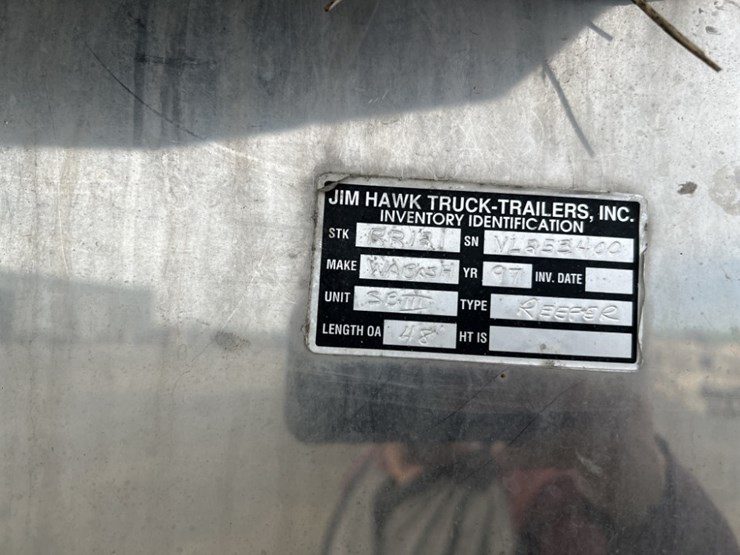 JIM HAWK TRUCK-TRAILERS, INC.
INVENTORY IDENTIFICATION
STK SN
MAKE WABASH YR 97 INV. DATE
UNIT TYPE REEFER
LENGTH OA 48' HT IS